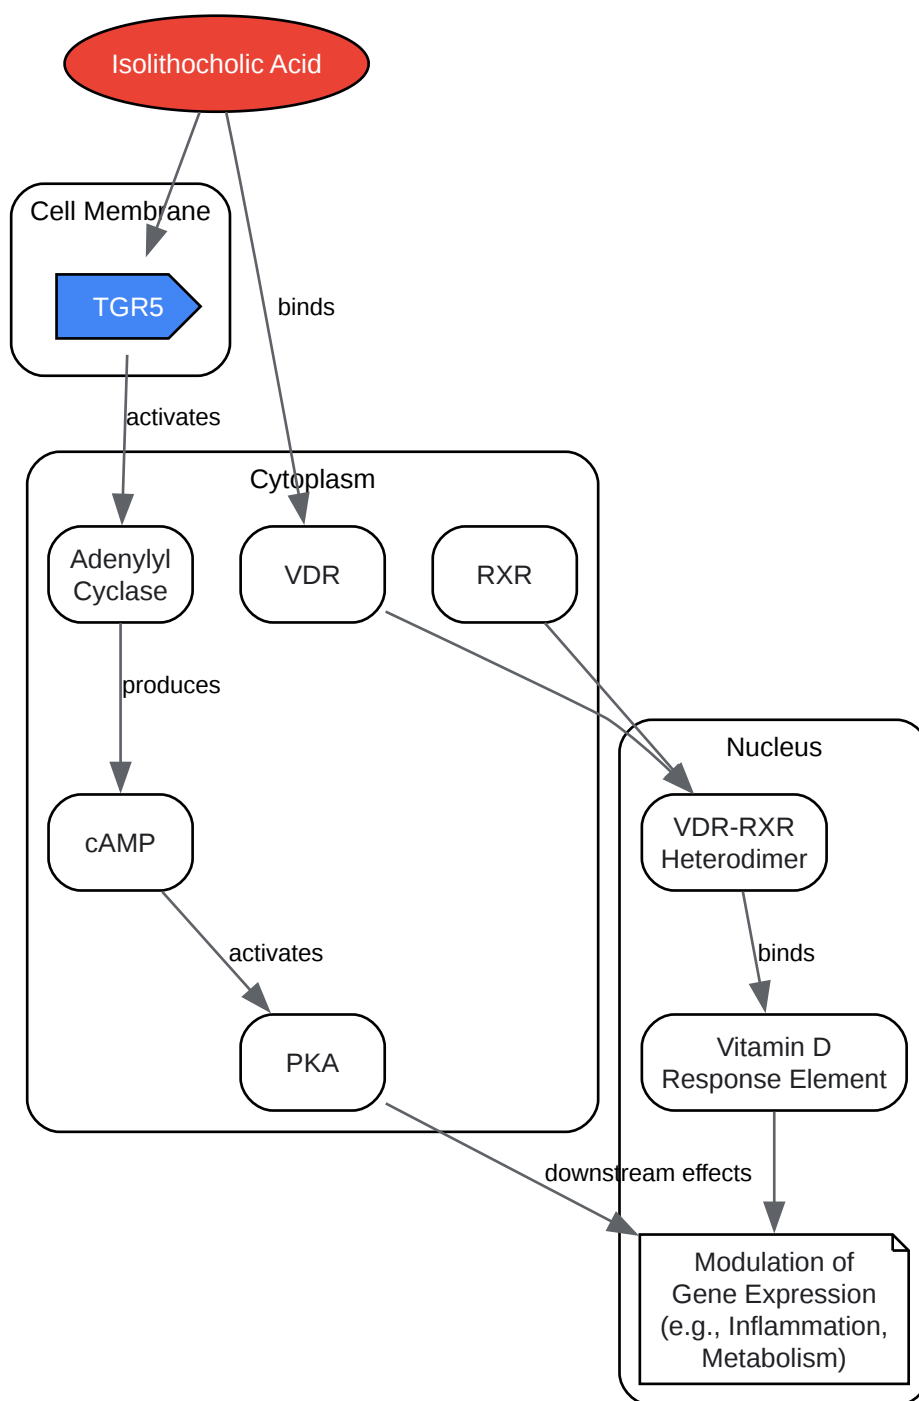 Isolithocholic Acid
Cell Membrane
TGR5
binds
activates
Cytoplasm
Adenylyl
Cyclase
VDR
RXR
produces
Nucleus
cAMP
VDR-RXR
Heterodimer
activates
binds
PKA
Vitamin D
Response Element
downstream effects
Modulation of
Gene Expression
(e.g., Inflammation,
Metabolism)